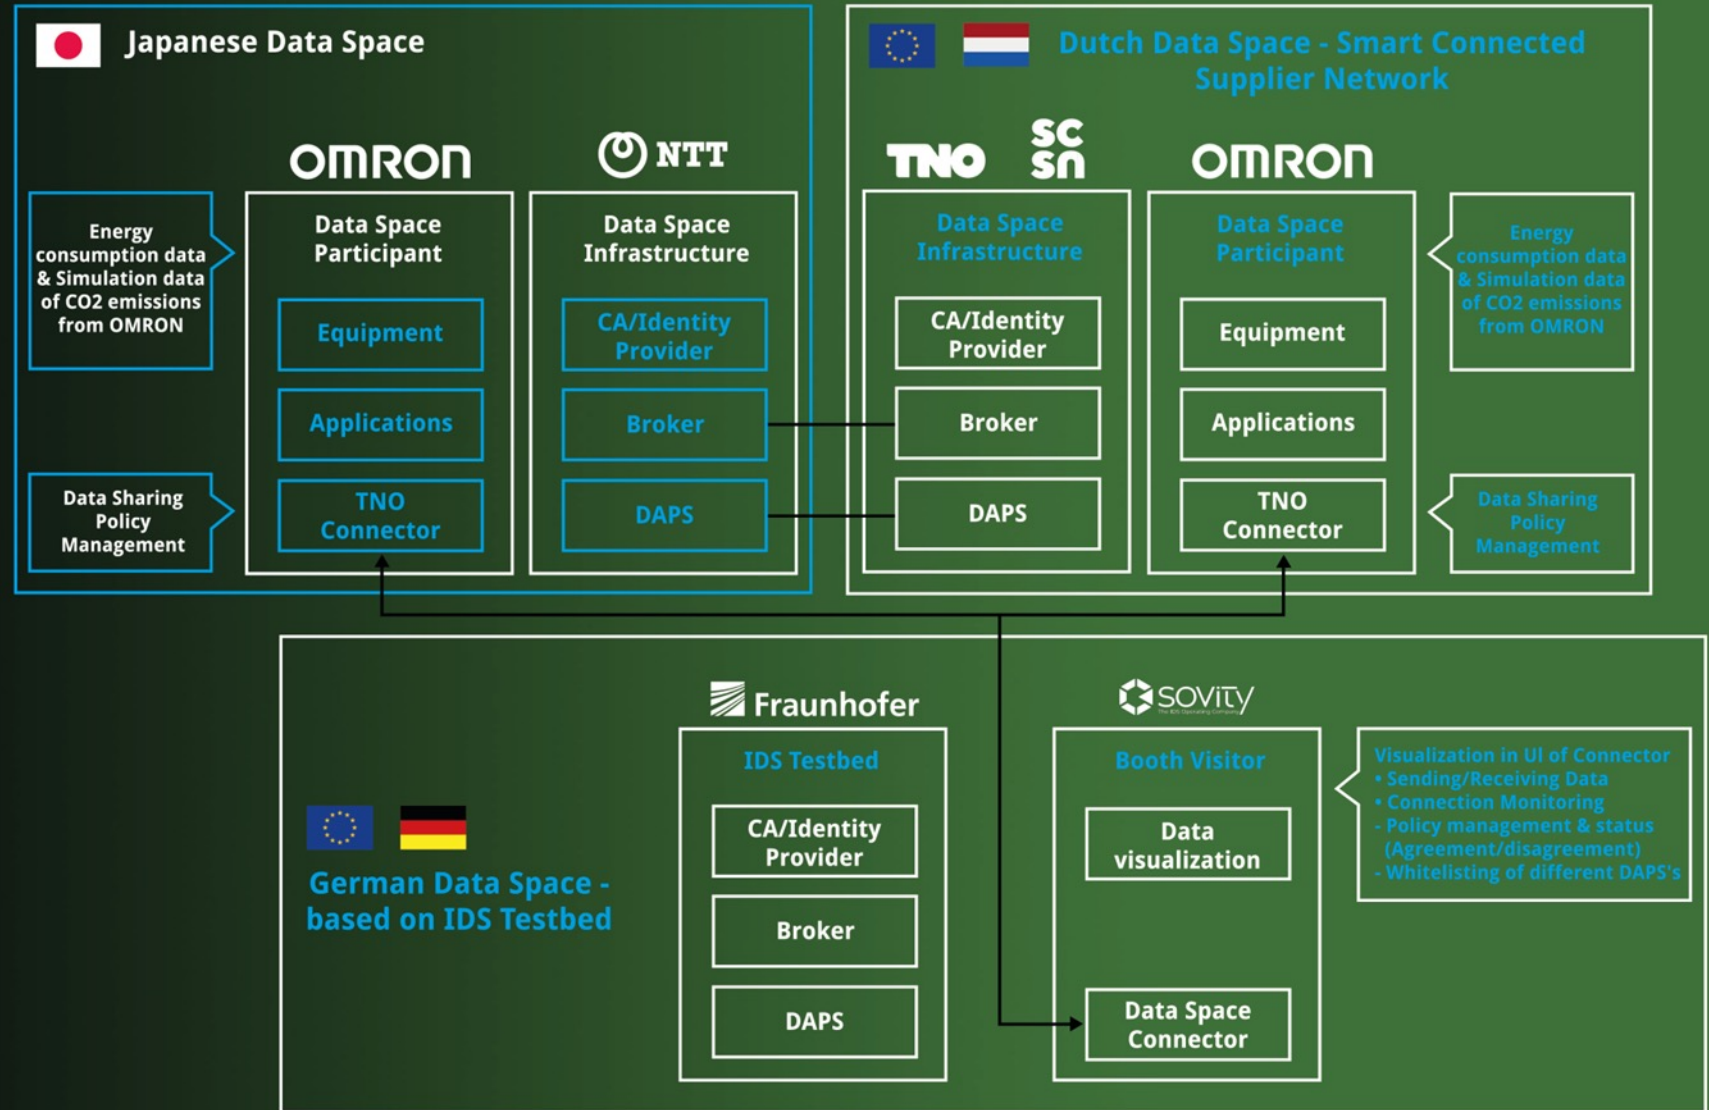 Japanese Data Space
OMRON
NTT
Energy
consumption data
& Simulation data
of CO2 emissions
from OMRON
Data Sharing
Policy
Management
Data Space
Participant
Equipment
Applications
TNO
Connector
Data Space
Infrastructure
CA/Identity
Provider
Broker
DAPS
Dutch Data Space - Smart Connected
Supplier Network
TNO
SC
SN
OMRON
Data Space
Infrastructure
CA/Identity
Provider
Broker
DAPS
Data Space
Participant
Equipment
Applications
TNO
Connector
Energy
consumption data
& Simulation data
of CO2 emissions
from OMRON
Data Sharing
Policy
Management
German Data Space -
based on IDS Testbed
Fraunhofer
IDS Testbed
CA/Identity
Provider
Broker
DAPS
SOVITY
The IDS Operating Company
Booth Visitor
Data
visualization
Data Space
Connector
Visualization in UI of Connector
• Sending/Receiving Data
• Connection Monitoring
- Policy management & status
(Agreement/disagreement)
- Whitelisting of different DAPS's